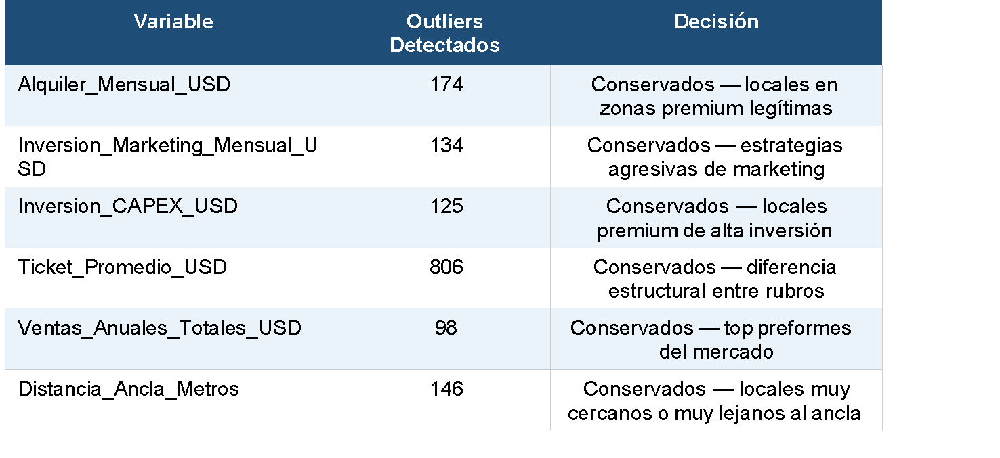 Variable
Outliers
Detectados
Decisión
Alquiler_Mensual_USD
174
Conservados — locales en
zonas premium legítimas
Inversion_Marketing_Mensual_U
SD
134
Conservados — estrategias
agresivas de marketing
Inversion_CAPEX_USD
125
Conservados — locales
premium de alta inversión
Ticket_Promedio_USD
806
Conservados — diferencia
estructural entre rubros
Ventas_Anuales_Totales_USD
98
Conservados — top preformes
del mercado
Distancia_Ancla_Metros
146
Conservados — locales muy
cercanos o muy lejanos al ancla